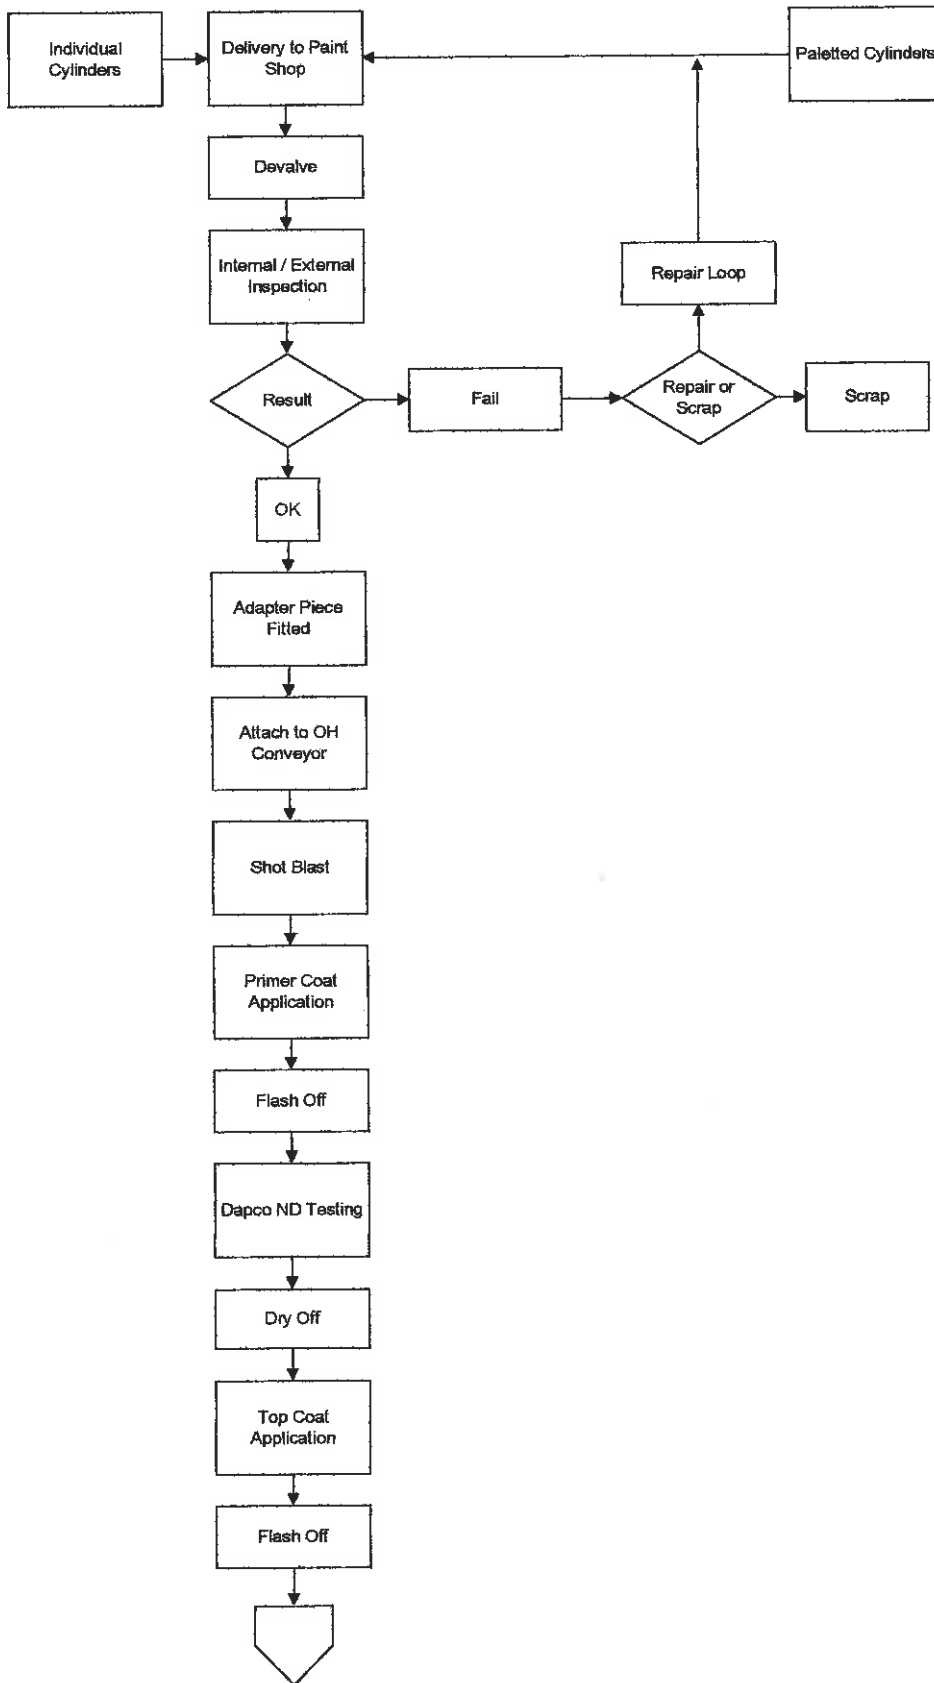 Individual
Cylinders
Delivery to Paint
Shop
Paletted Cylinders
Devalve
Internal / External
Inspection
Repair Loop
Result
Fail
Repair or
Scrap
Scrap
OK
Adapter Piece
Fitted
Attach to OH
Conveyor
Shot Blast
Primer Coat
Application
Flash Off
Dapco ND Testing
Dry Off
Top Coat
Application
Flash Off